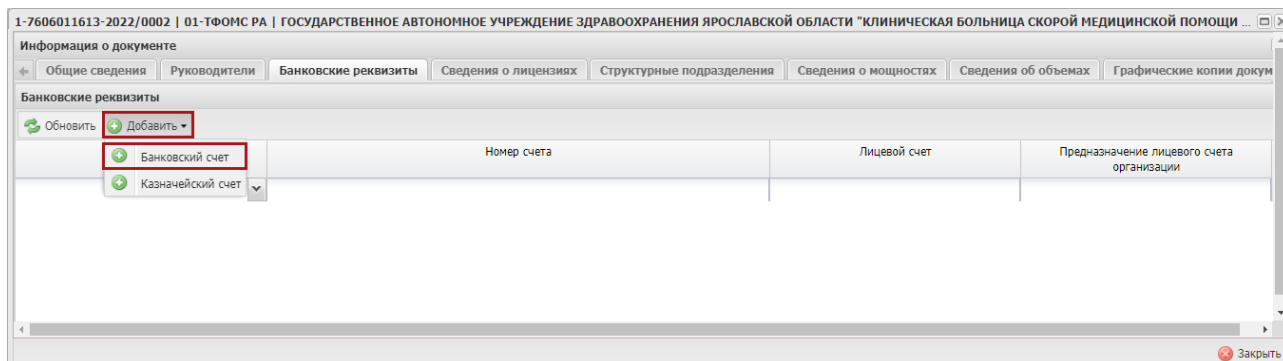 1-7606011613-2022/0002 | 01-ТФОМС РА | ГОСУДАРСТВЕННОЕ АВТОНОМНОЕ УЧРЕЖДЕНИЕ ЗДРАВООХРАНЕНИЯ ЯРОСЛАВСКОЙ ОБЛАСТИ "КЛИНИЧЕСКАЯ БОЛЬНИЦА СКОРОЙ МЕДИЦИНСКОЙ ПОМОЩИ ...
Информация о документе
Общие сведения Руководители Банковские реквизиты Сведения о лицензиях Структурные подразделения Сведения о мощностях Сведения об объемах Графические копии докум
Банковские реквизиты
Обновить Добавить
Номер счета Лицевой счет Предназначение лицевого счета
организации
Банковский счет
Казначейский счет
Закрыть